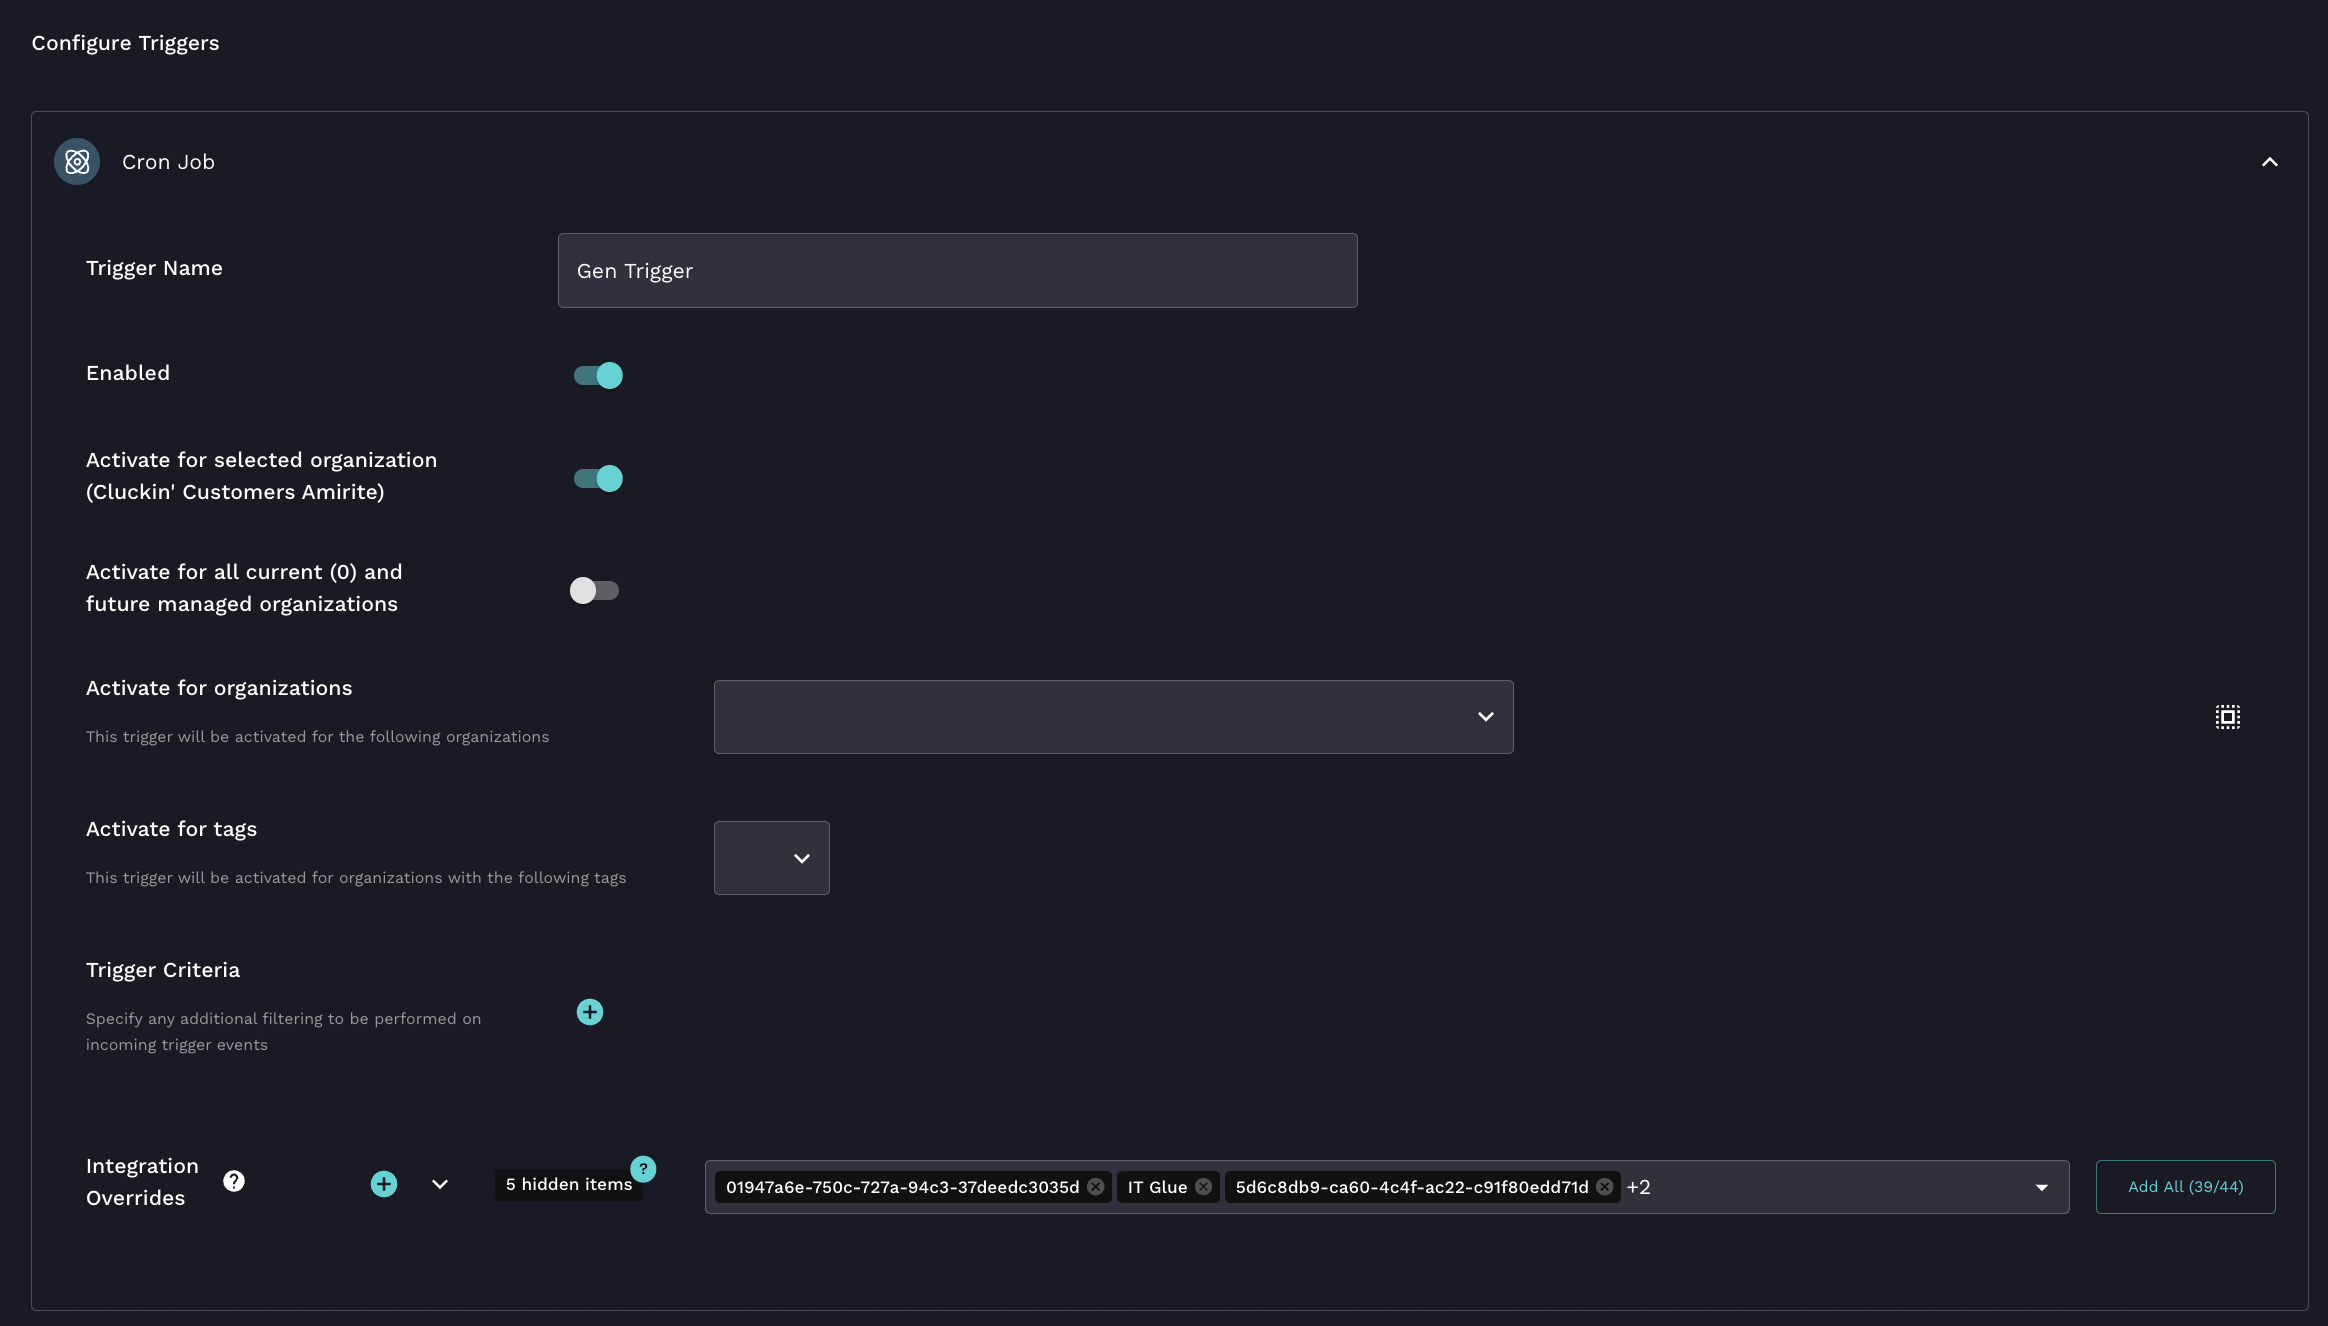 Configure Triggers
Cron Job
Trigger Name
Gen Trigger
Enabled
Activate for selected organization
(Cluckin' Customers Amirite)
Activate for all current (0) and
future managed organizations
Activate for organizations
This trigger will be activated for the following organizations
Activate for tags
This trigger will be activated for organizations with the following tags
Trigger Criteria
Specify any additional filtering to be performed on
incoming trigger events
Integration
Overrides
?
5 hidden items
?
01947a6e-750c-727a-94c3-37deedc3035d IT Glue 5d6c8db9-ca60-4c4f-ac22-c91f80edd71d +2
Add All (39/44)